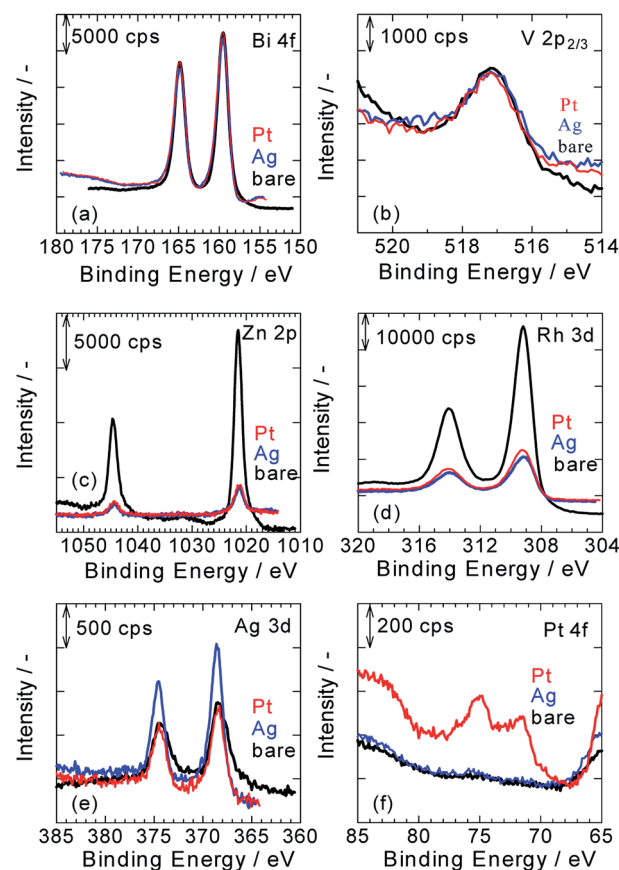 5000 cps
Bi 4f
Intensity / -
Pt
Ag
bare
(a)
180 175 170 165 160 155 150
Binding Energy / eV
1000 cps
V 2p2/3
Intensity / -
Pt
Ag
bare
(b)
520 518 516 514
Binding Energy / eV
5000 cps
Zn 2p
Intensity / -
Pt
Ag
bare
(c)
1050 1040 1030 1020 1010
Binding Energy / eV
10000 cps
Rh 3d
Intensity / -
Pt
Ag
bare
(d)
320 316 312 308 304
Binding Energy / eV
500 cps
Ag 3d
Intensity / -
Pt
Ag
bare
(e)
385 380 375 370 365 360
Binding Energy / eV
200 cps
Pt 4f
Intensity / -
Pt
Ag
bare
(f)
85 80 75 70 65
Binding Energy / eV